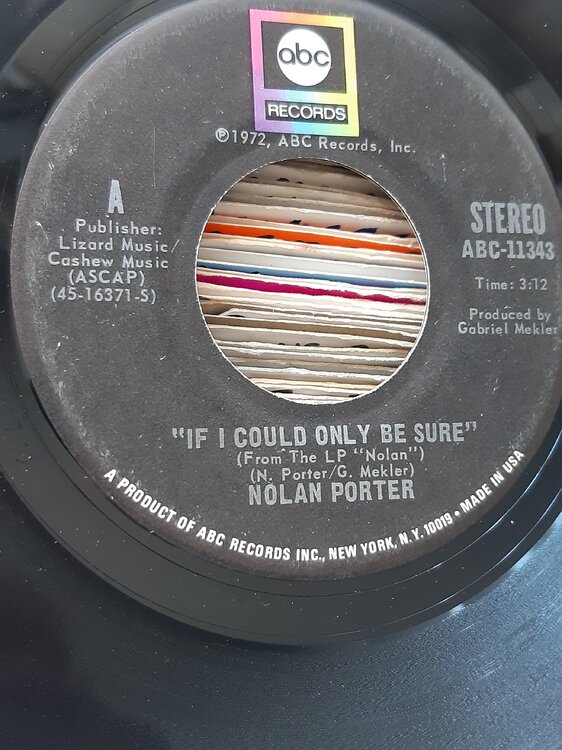 abc
RECORDS
℗1972, ABC Records, Inc.
A
Publisher:
Lizard Music/
Cashew Music
(ASCAP)
(45-16371-S)
STEREO
ABC-11343
Time: 3:12
Produced by
Gabriel Mekler
"IF I COULD ONLY BE SURE"
(From The LP "Nolan")
(N. Porter/G. Mekler)
NOLAN PORTER
A PRODUCT OF ABC RECORDS INC., NEW YORK, N.Y. 10019 • MADE IN USA